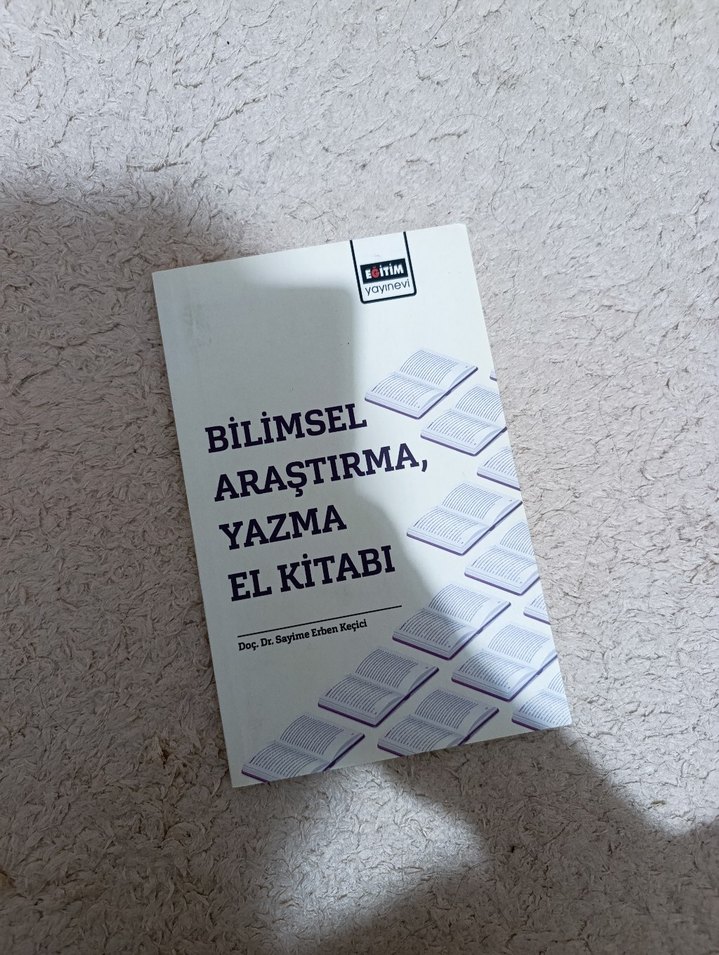 EĞİTİM
yayınevi
BİLİMSEL
ARAŞTIRMA,
YAZMA
EL KİTABI
Doç. Dr. Sayime Erben Keçici